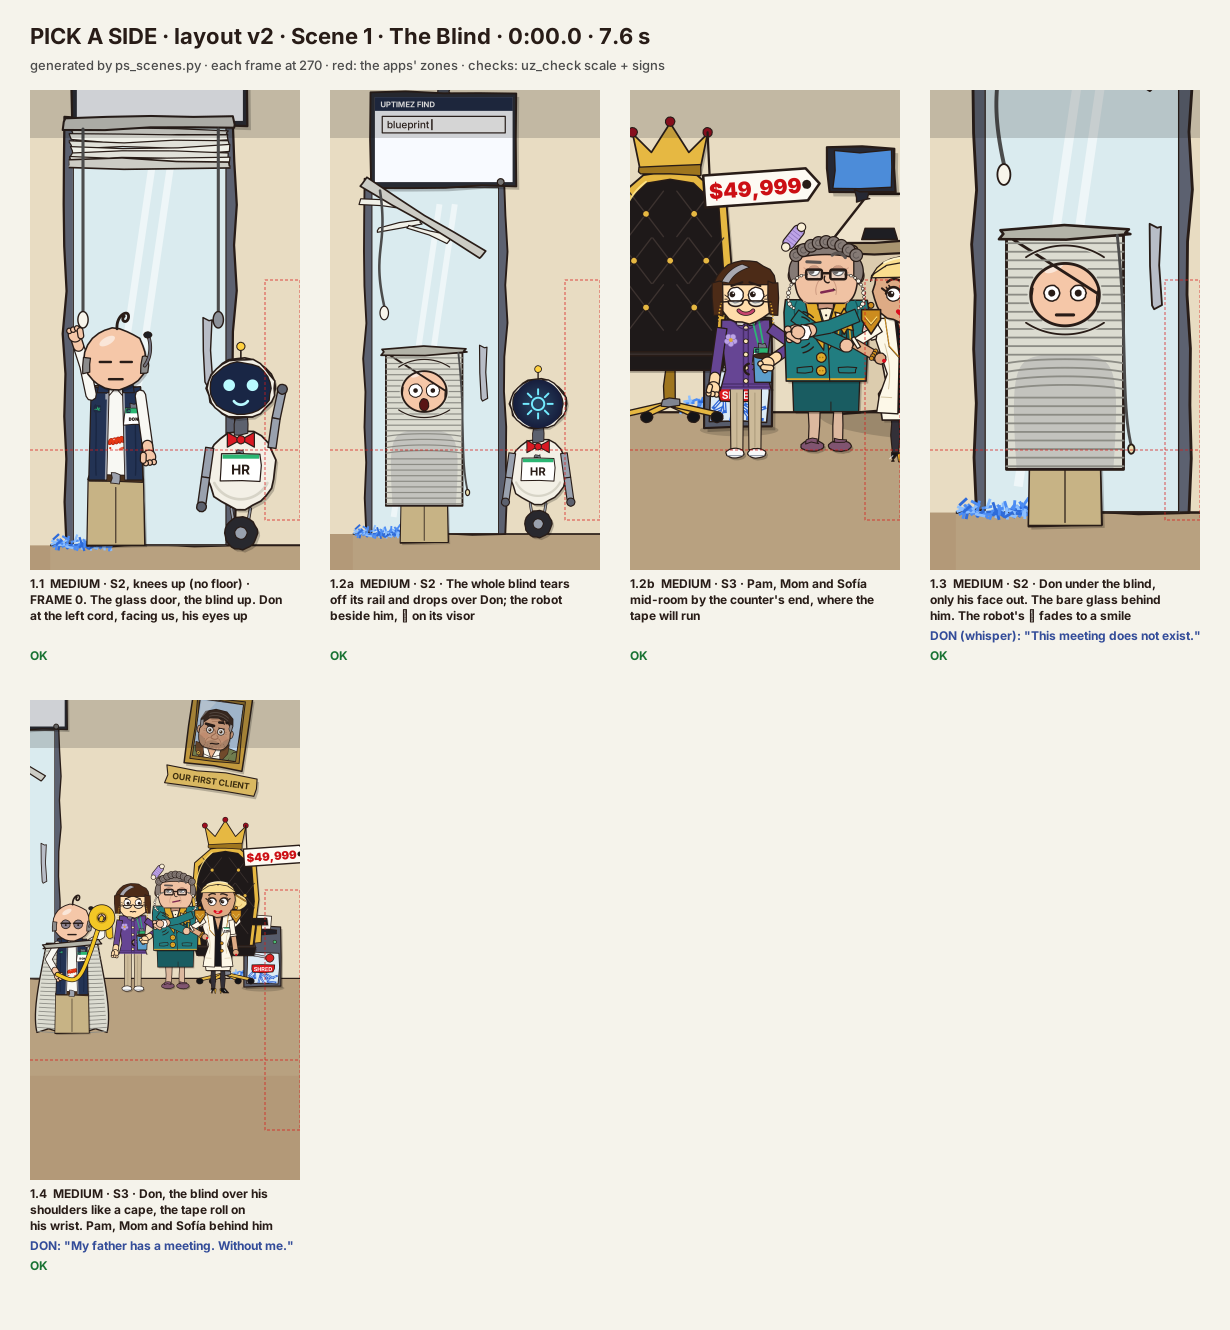 PICK A SIDE · layout v2 · Scene 1 · The Blind · 0:00.0 · 7.6 s
generated by ps_scenes.py · each frame at 270 · red: the apps' zones · checks: uz_check scale + signs
DON
HR
1.1 MEDIUM · S2, knees up (no floor) ·
FRAME 0. The glass door, the blind up. Don
at the left cord, facing us, his eyes up
OK
UPTIMEZ FIND
blueprint
HR
1.2a MEDIUM · S2 · The whole blind tears
off its rail and drops over Don; the robot
beside him, ▯ on its visor
OK
$49,999
1.2b MEDIUM · S3 · Pam, Mom and Sofía
mid-room by the counter's end, where the
tape will run
OK
1.3 MEDIUM · S2 · Don under the blind,
only his face out. The bare glass behind
him. The robot's ▯ fades to a smile
DON (whisper): "This meeting does not exist."
OK
OUR FIRST CLIENT
$49,999
SHRED
1.4 MEDIUM · S3 · Don, the blind over his
shoulders like a cape, the tape roll on
his wrist. Pam, Mom and Sofía behind him
DON: "My father has a meeting. Without me."
OK